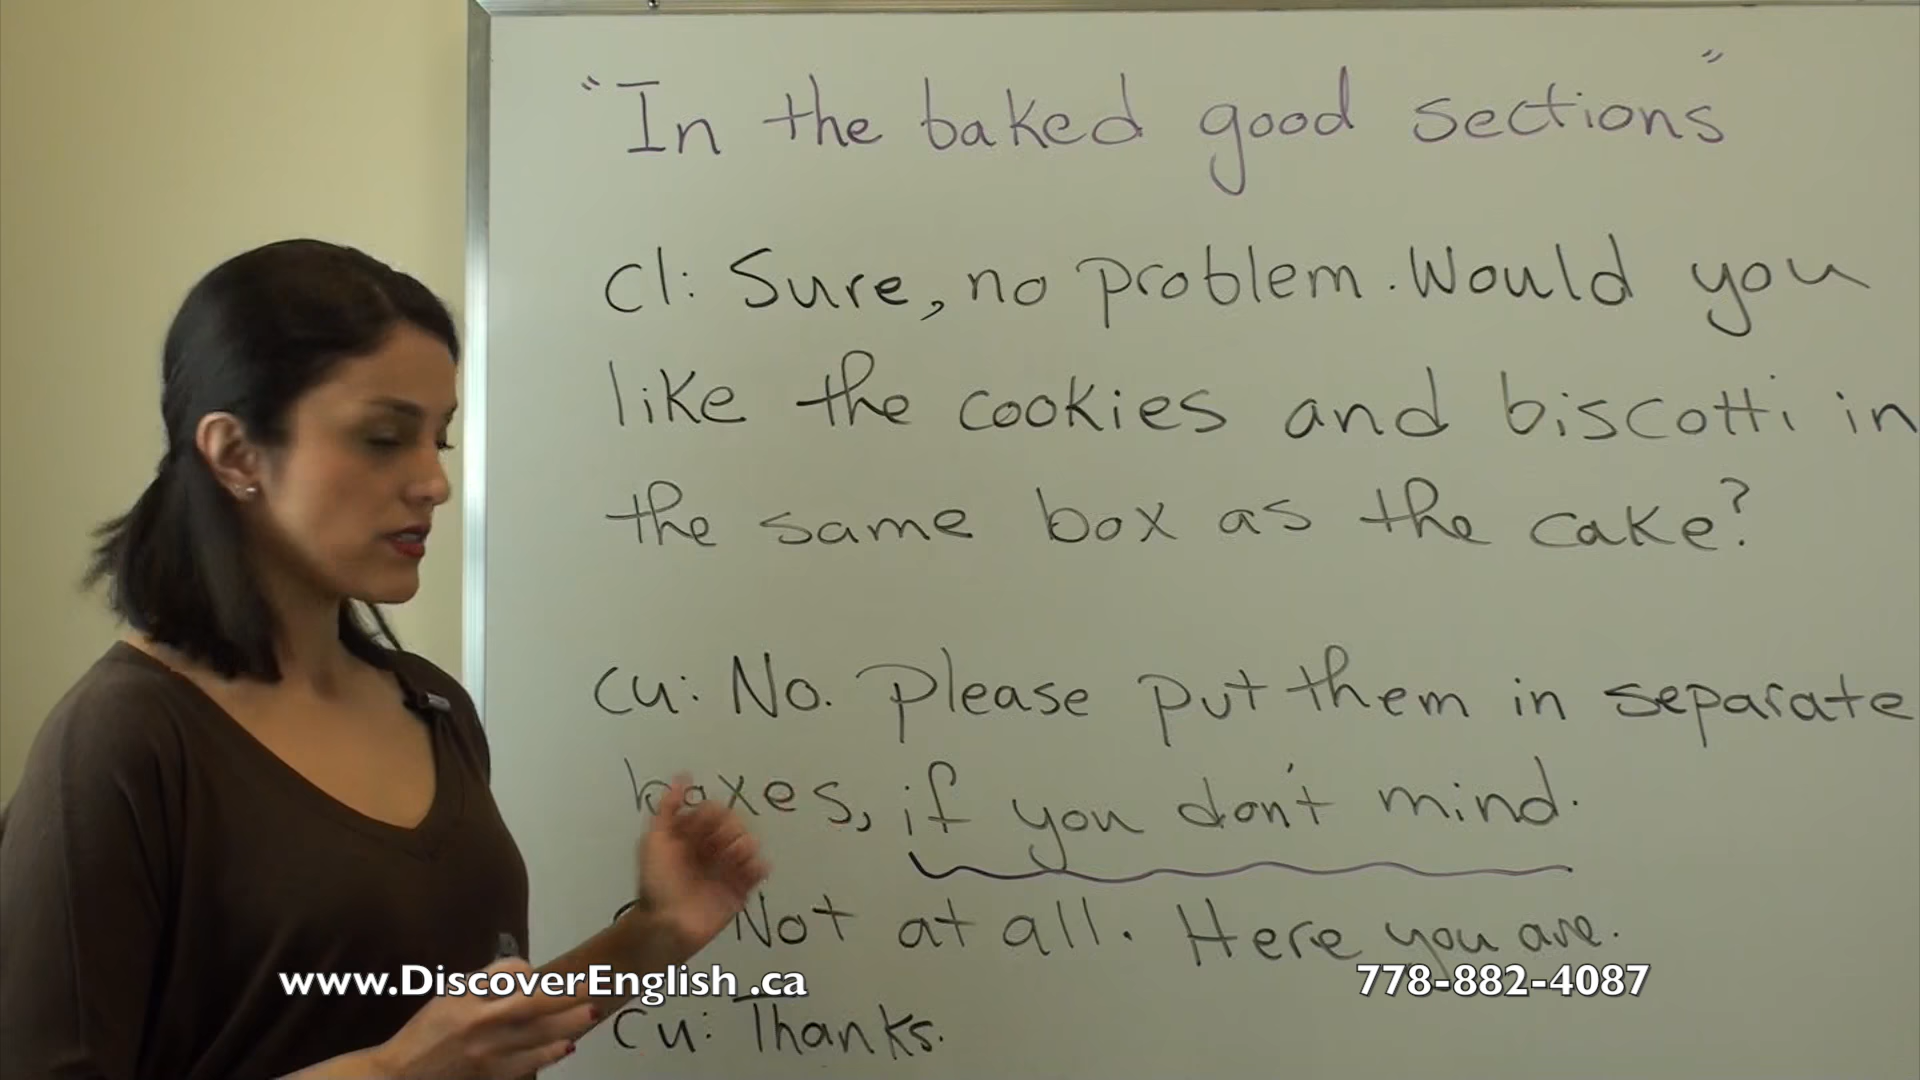 "In the baked good sections"
Cl: Sure, no problem. Would you
like the cookies and biscotti in
the same box as the cake?
Cu: No. Please put them in separate
boxes, if you don't mind.
Not at all. Here you are.
www.DiscoverEnglish .ca
778-882-4087
Cu: Thanks.